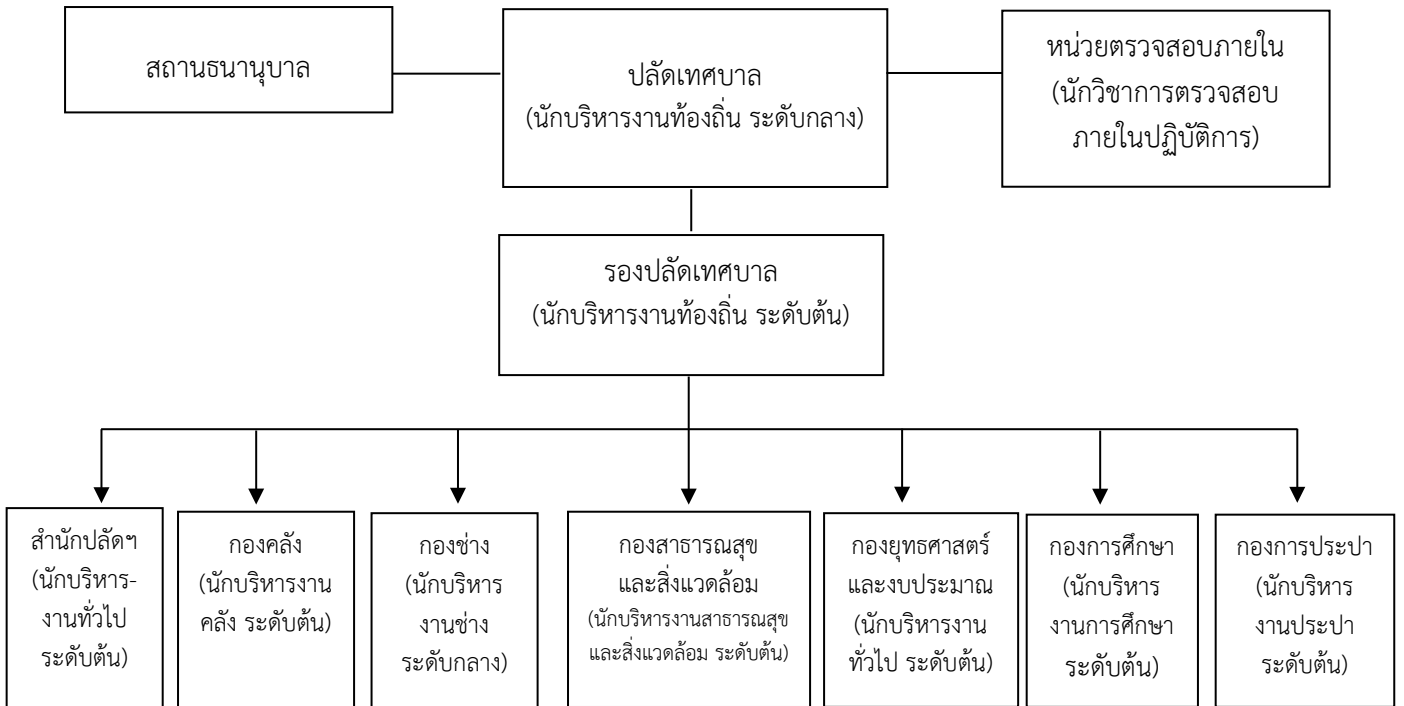 สถานธนานุบาล
ปลัดเทศบาล
(นักบริหารงานท้องถิ่น ระดับกลาง)
หน่วยตรวจสอบภายใน
(นักวิชาการตรวจสอบ
ภายในปฏิบัติการ)
รองปลัดเทศบาล
(นักบริหารงานท้องถิ่น ระดับต้น)
สำนักปลัดฯ
(นักบริหาร-
งานทั่วไป
ระดับต้น)
กองคลัง
(นักบริหารงาน
คลัง ระดับต้น)
กองช่าง
(นักบริหาร
งานช่าง
ระดับกลาง)
กองสาธารณสุข
และสิ่งแวดล้อม
(นักบริหารงานสาธารณสุข
และสิ่งแวดล้อม ระดับต้น)
กองยุทธศาสตร์
และงบประมาณ
(นักบริหารงาน
ทั่วไป ระดับต้น)
กองการศึกษา
(นักบริหาร
งานการศึกษา
ระดับต้น)
กองการประปา
(นักบริหาร
งานประปา
ระดับต้น)